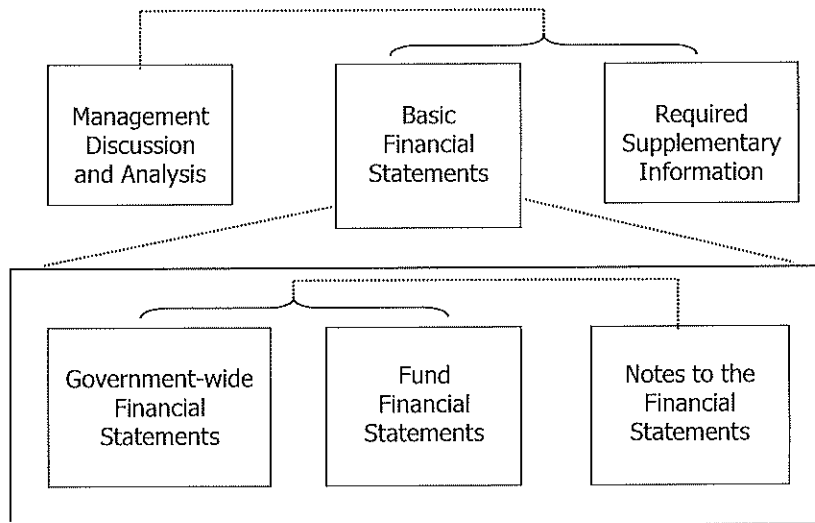 Management
Discussion
and Analysis
Basic
Financial
Statements
Required
Supplementary
Information
Government-wide
Financial
Statements
Fund
Financial
Statements
Notes to the
Financial
Statements